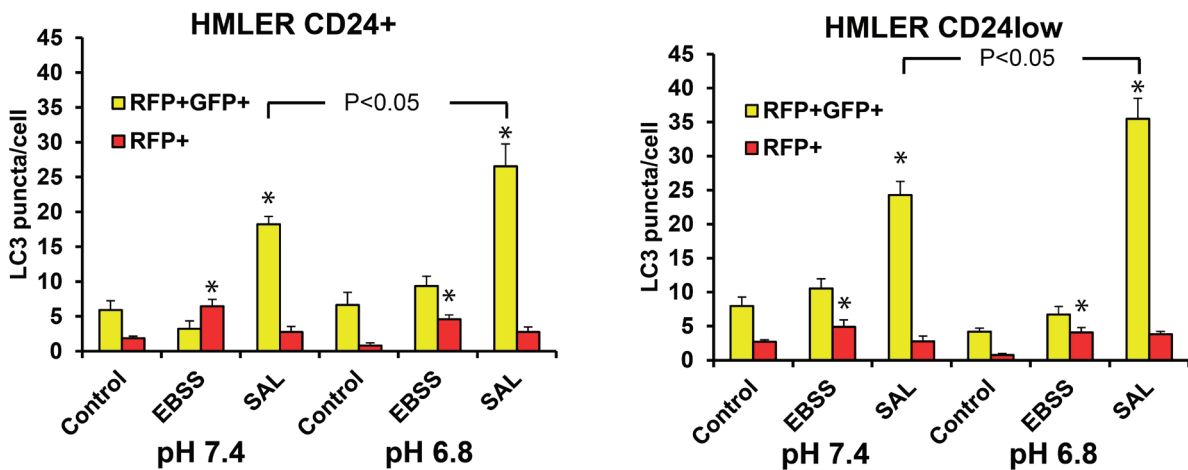 HMLER CD24+
LC3 puncta/cell
45
40
35
30
25
20
15
10
5
0
RFP+GFP+
RFP+
P<0.05
*
*
*
*
Control
EBSS
SAL
Control
EBSS
SAL
pH 7.4
pH 6.8
HMLER CD24low
LC3 puncta/cell
45
40
35
30
25
20
15
10
5
0
RFP+GFP+
RFP+
P<0.05
*
*
*
*
Control
EBSS
SAL
Control
EBSS
SAL
pH 7.4
pH 6.8